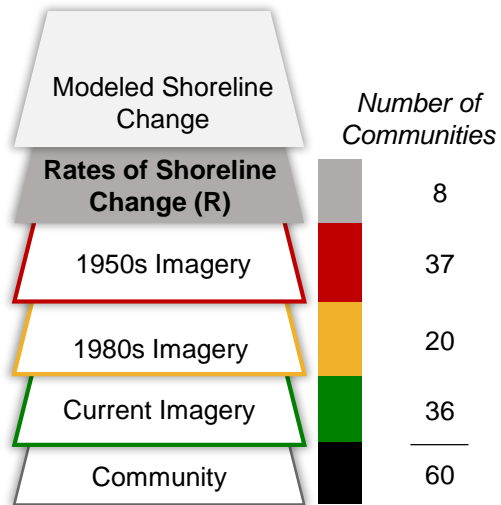 Modeled Shoreline
Change
Number of
Communities
Rates of Shoreline
Change (R)
8
1950s Imagery
37
1980s Imagery
20
Current Imagery
36
Community
60